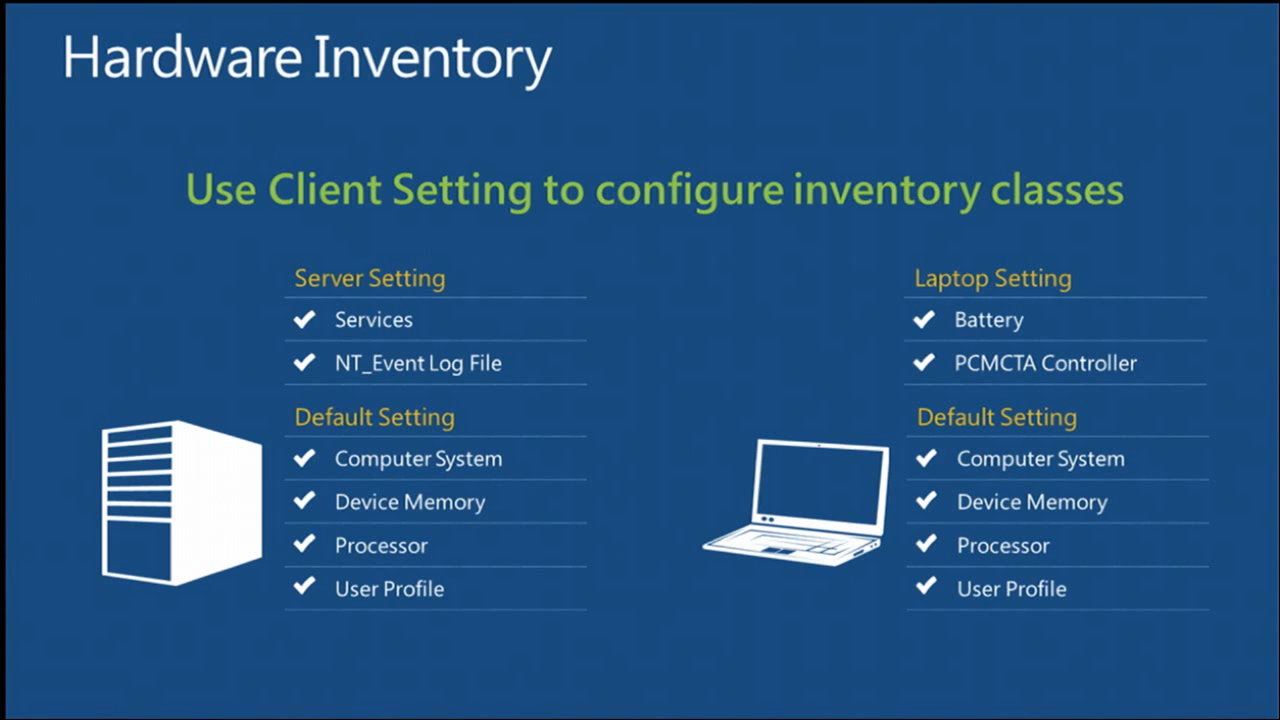 Hardware Inventory
Use Client Setting to configure inventory classes
Server Setting
Services
NT_Event Log File
Default Setting
Computer System
Device Memory
Processor
User Profile
Laptop Setting
Battery
PCMCTA Controller
Default Setting
Computer System
Device Memory
Processor
User Profile